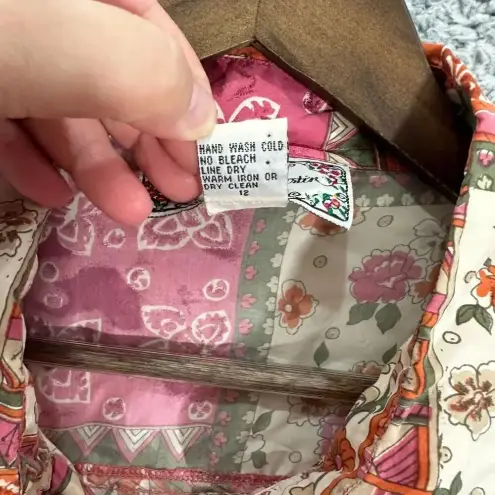 HAND WASH COLD
NO BLEACH
LINE DRY
WARM IRON OR
DRY CLEAN
12